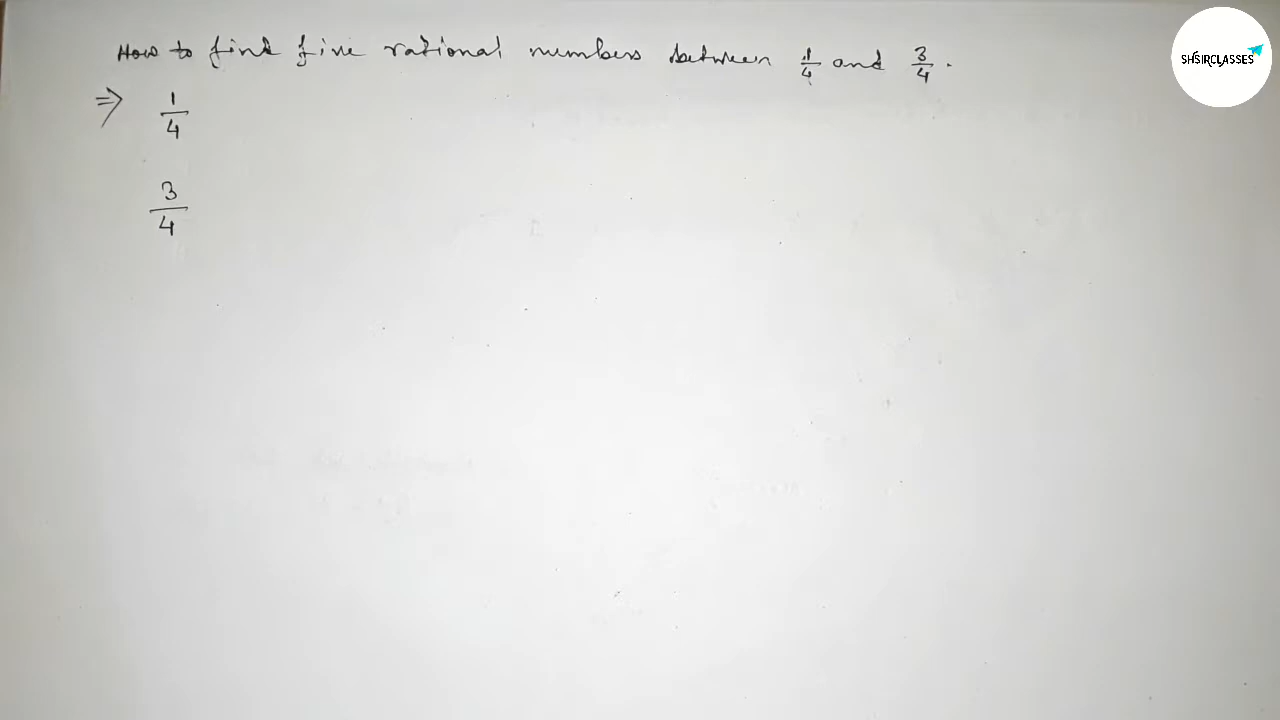 How to find five rational numbers between 1/4 and 3/4.
⇒ 1/4
3/4
SHSIRCLASSES